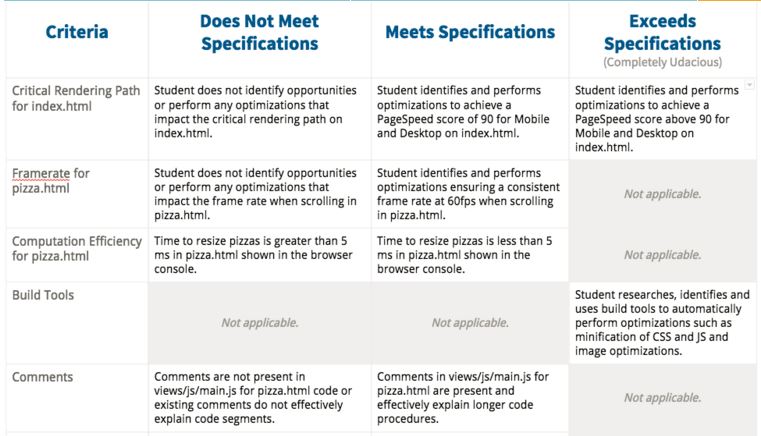 Criteria
Does Not Meet
Specifications
Meets Specifications
Exceeds
Specifications
(Completely Udacious)
Critical Rendering Path
for index.html
Student does not identify opportunities
or perform any optimizations that
impact the critical rendering path on
index.html.
Student identifies and performs
optimizations to achieve a
PageSpeed score of 90 for Mobile
and Desktop on index.html.
Student identifies and performs
optimizations to achieve a
PageSpeed score above 90 for
Mobile and Desktop on
index.html.
Framerate for
pizza.html
Student does not identify opportunities
or perform any optimizations that
impact the frame rate when scrolling in
pizza.html.
Student identifies and performs
optimizations ensuring a consistent
frame rate at 60fps when scrolling
in pizza.html.
Not applicable.
Computation Efficiency
for pizza.html
Time to resize pizzas is greater than 5
ms in pizza.html shown in the browser
console.
Time to resize pizzas is less than 5
ms in pizza.html shown in the
browser console.
Not applicable.
Build Tools
Not applicable.
Not applicable.
Student researches, identifies and
uses build tools to automatically
perform optimizations such as
minification of CSS and JS and
image optimizations.
Comments
Comments are not present in
views/js/main.js for pizza.html code or
existing comments do not effectively
explain code segments.
Comments in views/js/main.js for
pizza.html are present and
effectively explain longer code
procedures.
Not applicable.